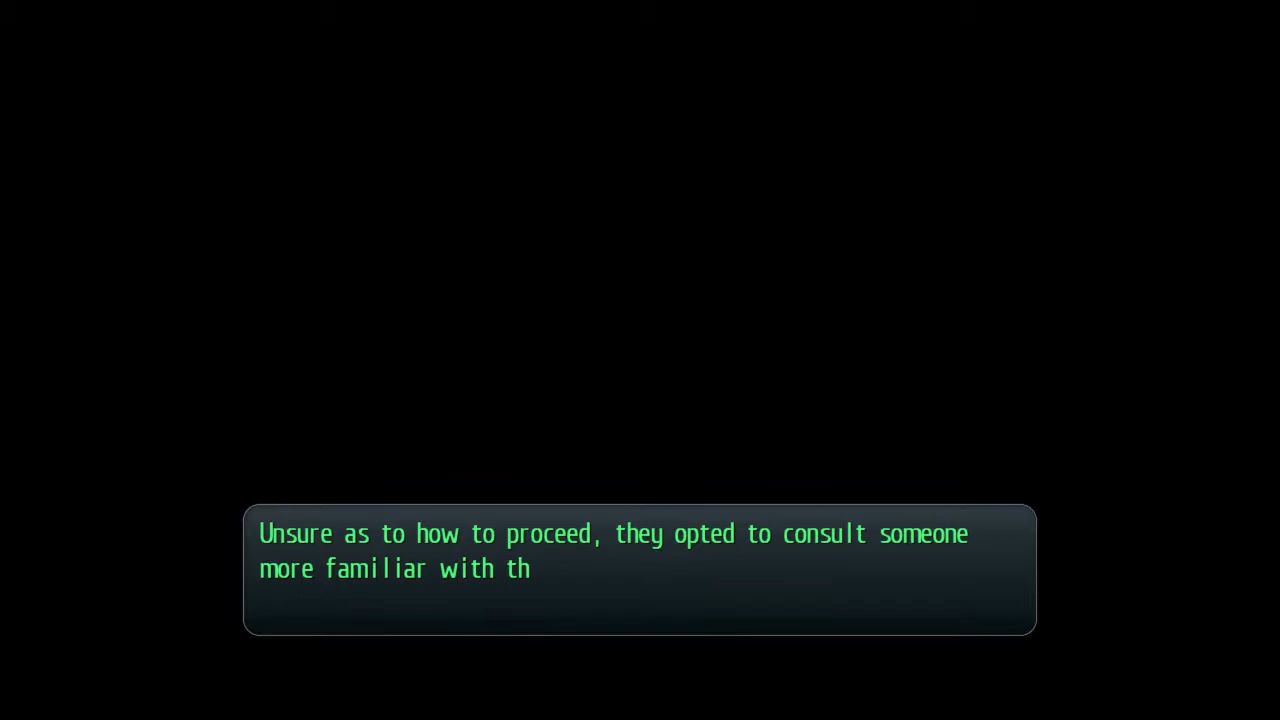 Unsure as to how to proceed, they opted to consult someone
more familiar with th